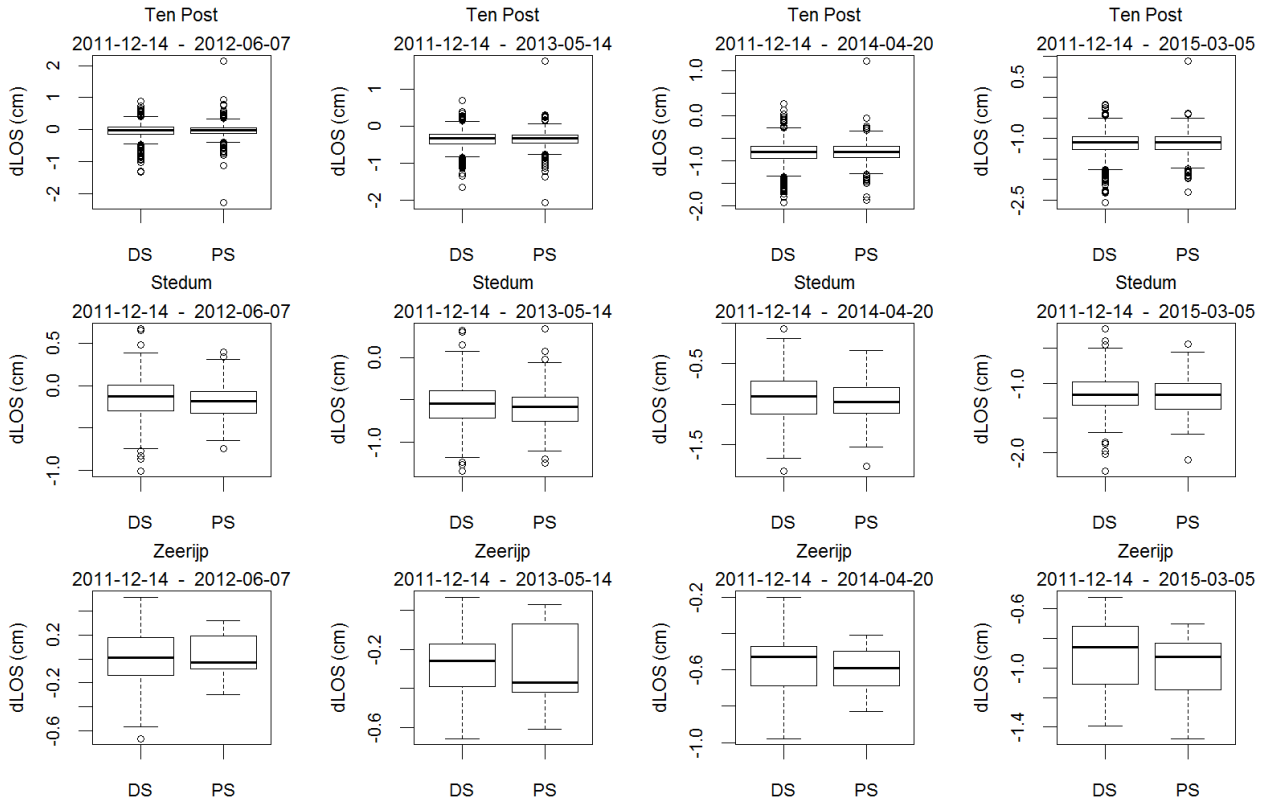 Ten Post
2011-12-14 - 2012-06-07
dLOS (cm)
2
1
0
-1
-2
DS PS
Ten Post
2011-12-14 - 2013-05-14
dLOS (cm)
1
0
-2
DS PS
Ten Post
2011-12-14 - 2014-04-20
dLOS (cm)
1.0
0.0
-1.0
-2.0
DS PS
Ten Post
2011-12-14 - 2015-03-05
dLOS (cm)
0.5
-1.0
-2.5
DS PS
Stedum
2011-12-14 - 2012-06-07
dLOS (cm)
0.5
0.0
-1.0
DS PS
Stedum
2011-12-14 - 2013-05-14
dLOS (cm)
0.0
-1.0
DS PS
Stedum
2011-12-14 - 2014-04-20
dLOS (cm)
-0.5
-1.5
DS PS
Stedum
2011-12-14 - 2015-03-05
dLOS (cm)
-1.0
-2.0
DS PS
Zeerijp
2011-12-14 - 2012-06-07
dLOS (cm)
0.2
-0.2
-0.6
DS PS
Zeerijp
2011-12-14 - 2013-05-14
dLOS (cm)
-0.2
-0.6
DS PS
Zeerijp
2011-12-14 - 2014-04-20
dLOS (cm)
-0.2
-0.6
-1.0
DS PS
Zeerijp
2011-12-14 - 2015-03-05
dLOS (cm)
-0.6
-1.0
-1.4
DS PS